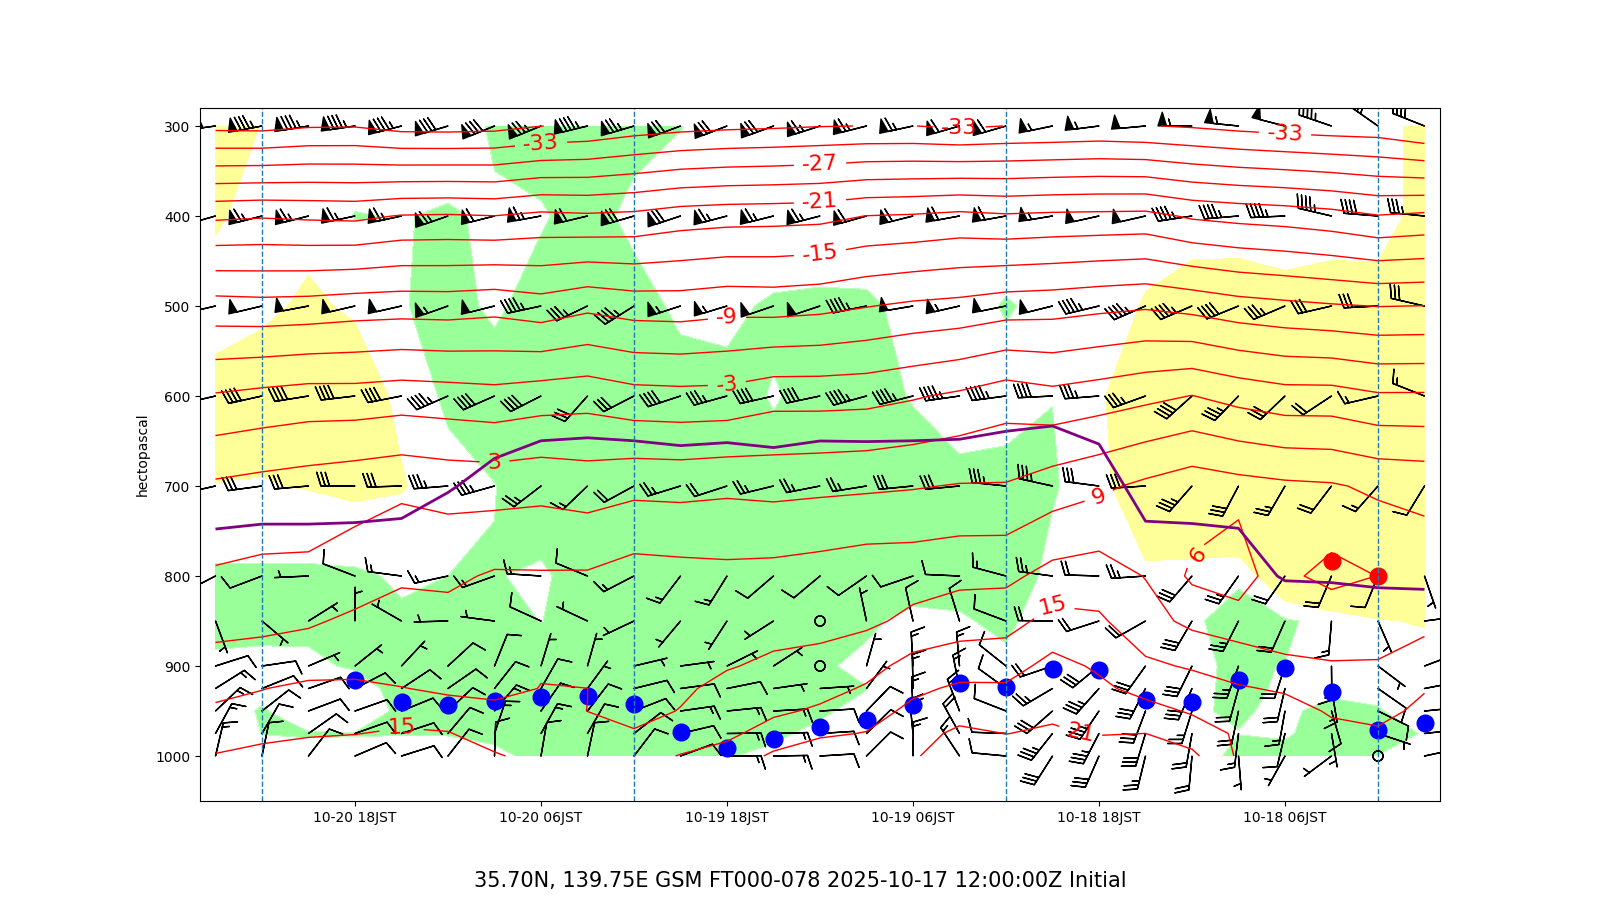 300
400
500
600
700
800
900
1000
hectopascal
-33
-33
-33
-27
-21
-15
-9
-3
3
9
6
15
15
21
10-20 18JST
10-20 06JST
10-19 18JST
10-19 06JST
10-18 18JST
10-18 06JST
35.70N, 139.75E GSM FT000-078 2025-10-17 12:00:00Z Initial